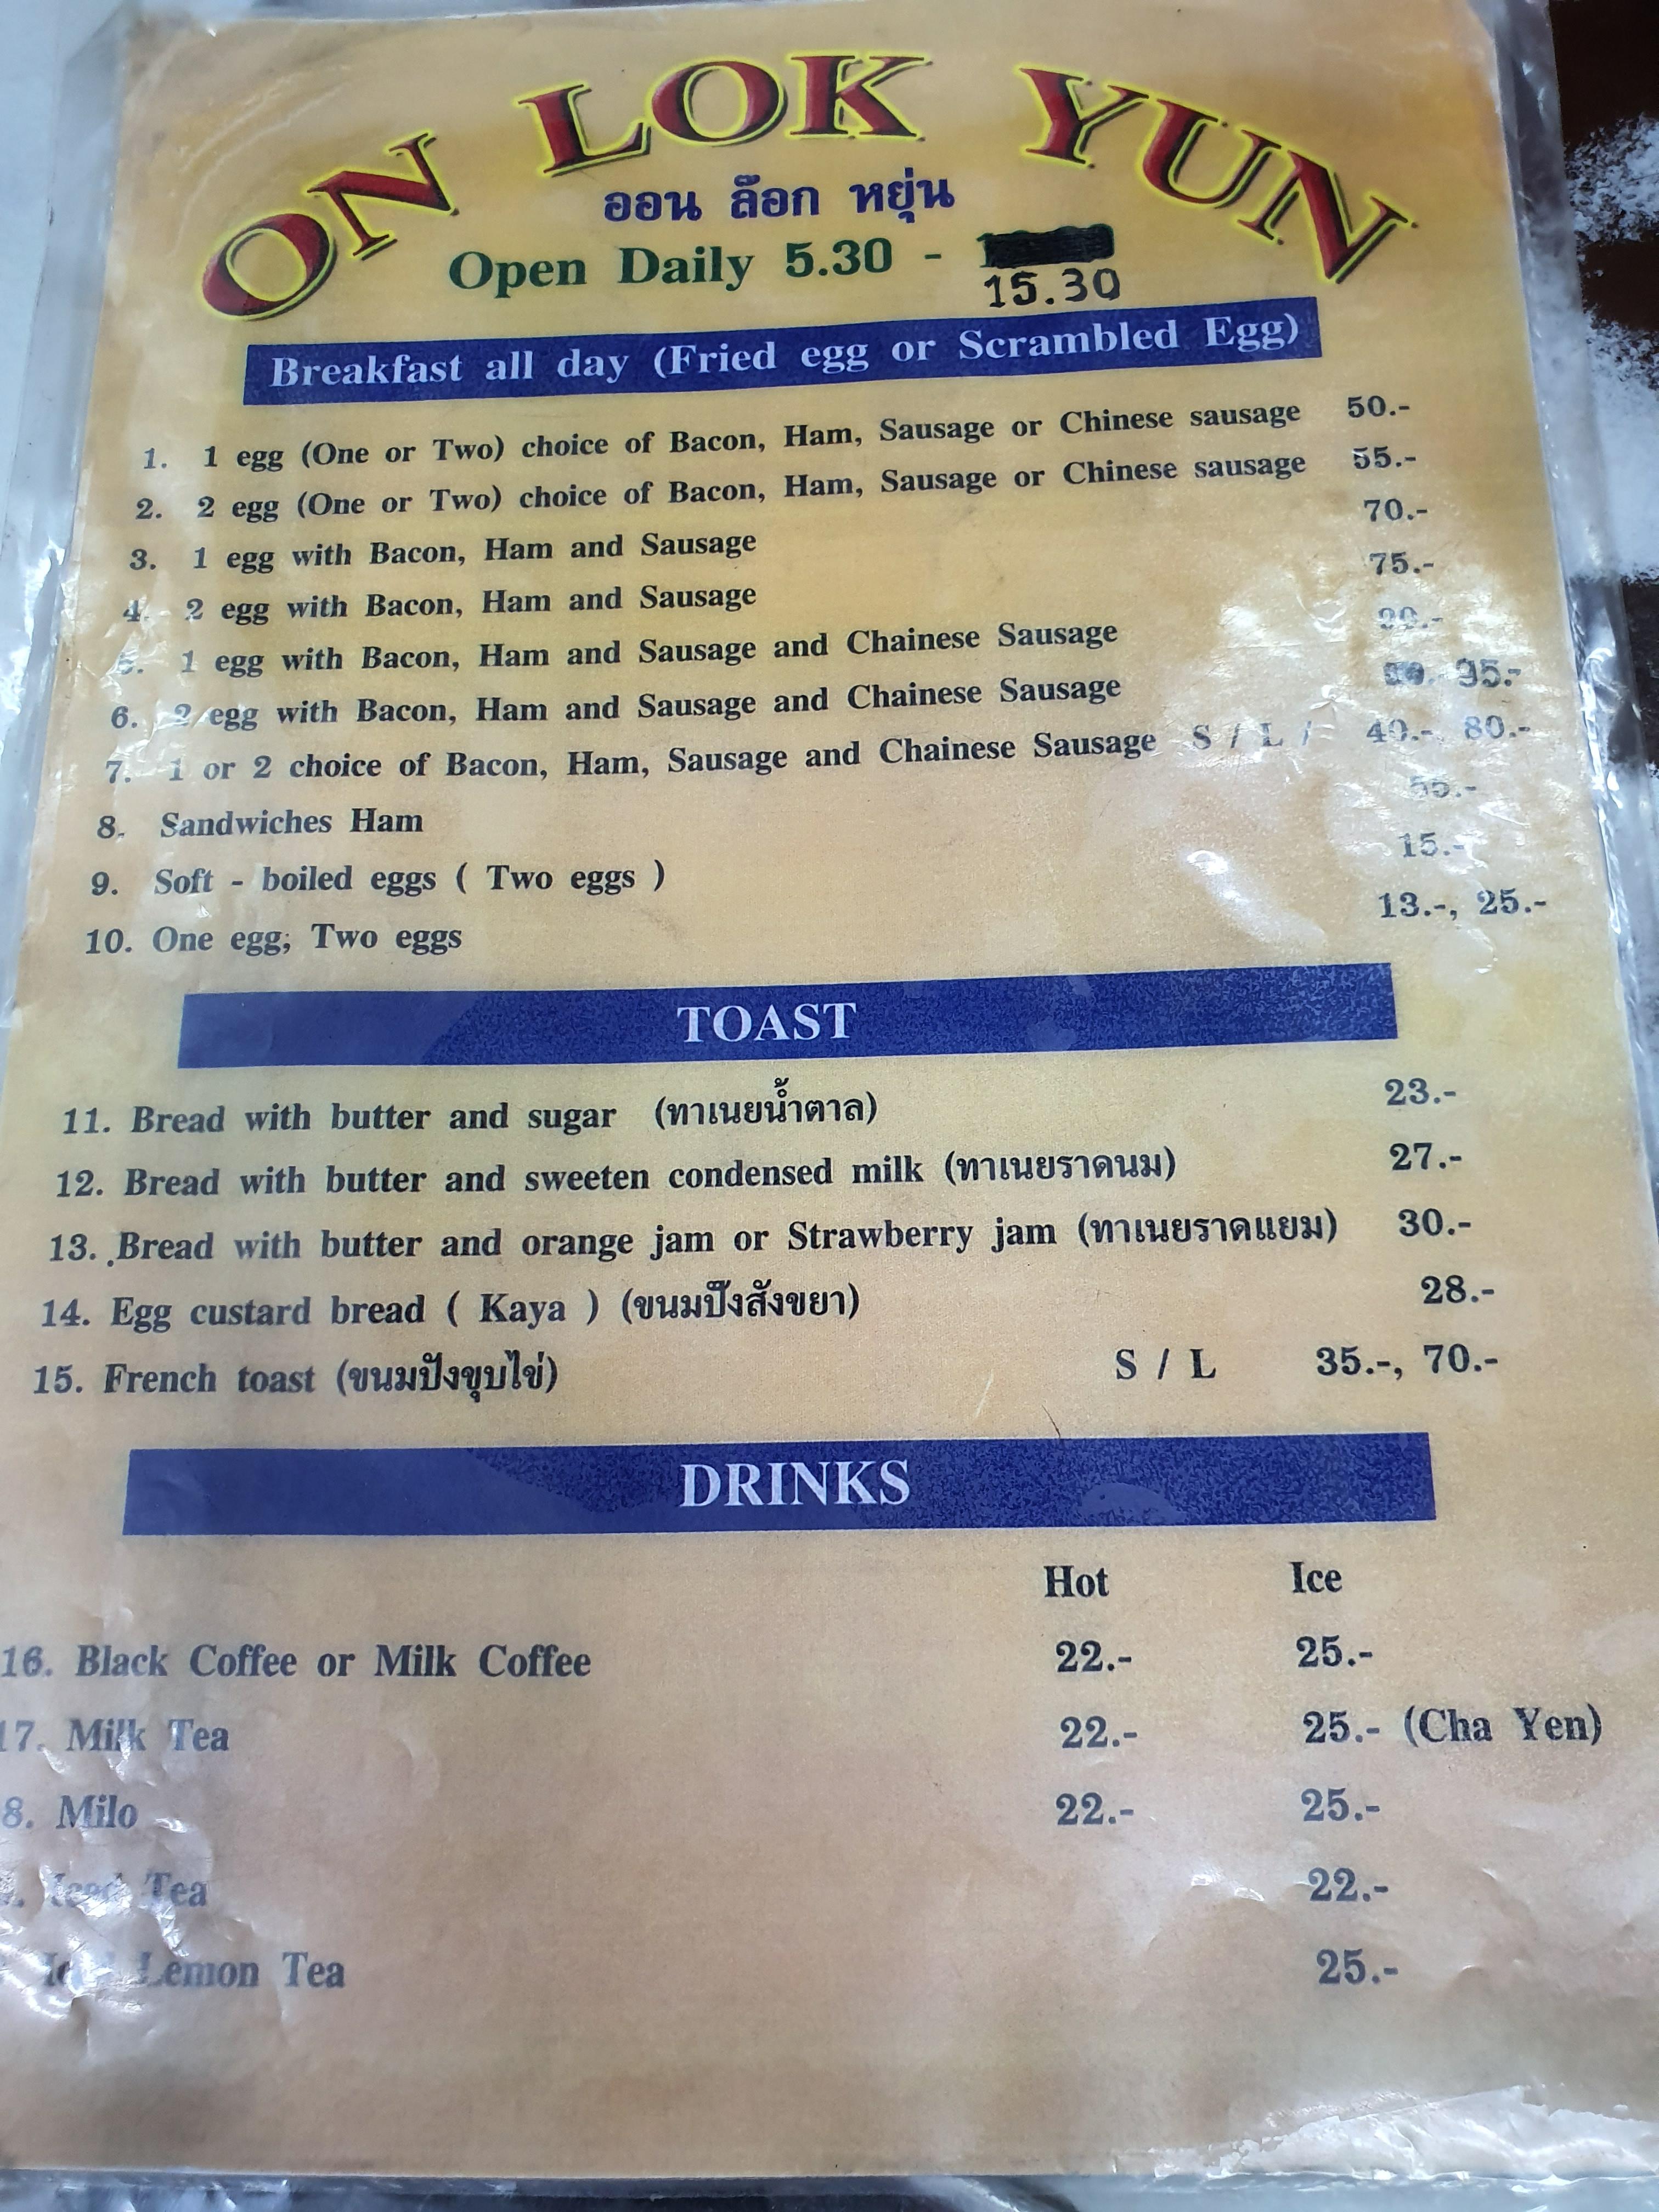 ON LOK YUN
ออน ล๊อก หยุ่น
Open Daily 5.30 -
15.30
Breakfast all day (Fried egg or Scrambled Egg)
1. 1 egg (One or Two) choice of Bacon, Ham, Sausage or Chinese sausage 50.-
2. 2 egg (One or Two) choice of Bacon, Ham, Sausage or Chinese sausage 55.-
3. 1 egg with Bacon, Ham and Sausage 70.-
4. 2 egg with Bacon, Ham and Sausage 75.-
5. 1 egg with Bacon, Ham and Sausage and Chainese Sausage
6. 2 egg with Bacon, Ham and Sausage and Chainese Sausage 95.-
7. 1 or 2 choice of Bacon, Ham, Sausage and Chainese Sausage S / L / 40.- 80.-
8. Sandwiches Ham 55.-
9. Soft - boiled eggs ( Two eggs ) 15.-
10. One egg; Two eggs 13.-, 25.-
TOAST
11. Bread with butter and sugar (ทาเนยน้ำตาล) 23.-
12. Bread with butter and sweeten condensed milk (ทาเนยราดนม) 27.-
13. Bread with butter and orange jam or Strawberry jam (ทาเนยราดแยม) 30.-
14. Egg custard bread ( Kaya ) (ขนมปังสังขยา) 28.-
15. French toast (ขนมปังชุบไข่) S / L 35.-, 70.-
DRINKS
Hot Ice
16. Black Coffee or Milk Coffee 22.- 25.-
17. Milk Tea 22.- 25.- (Cha Yen)
8. Milo 22.- 25.-
Iced Tea 22.-
Iced Lemon Tea 25.-